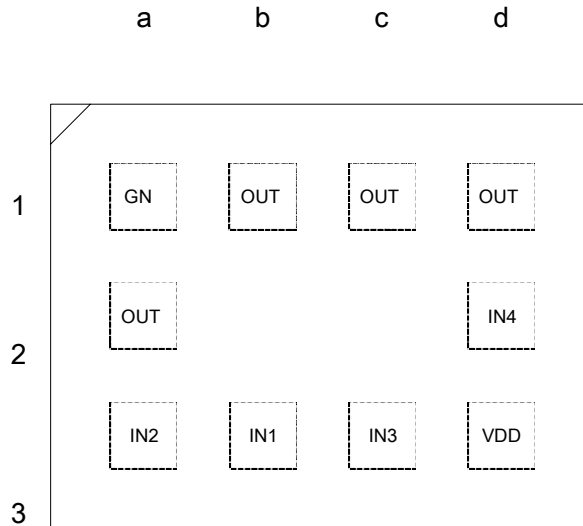 a b c d
1 GN OUT OUT OUT
OUT IN4
2
IN2 IN1 IN3 VDD
3